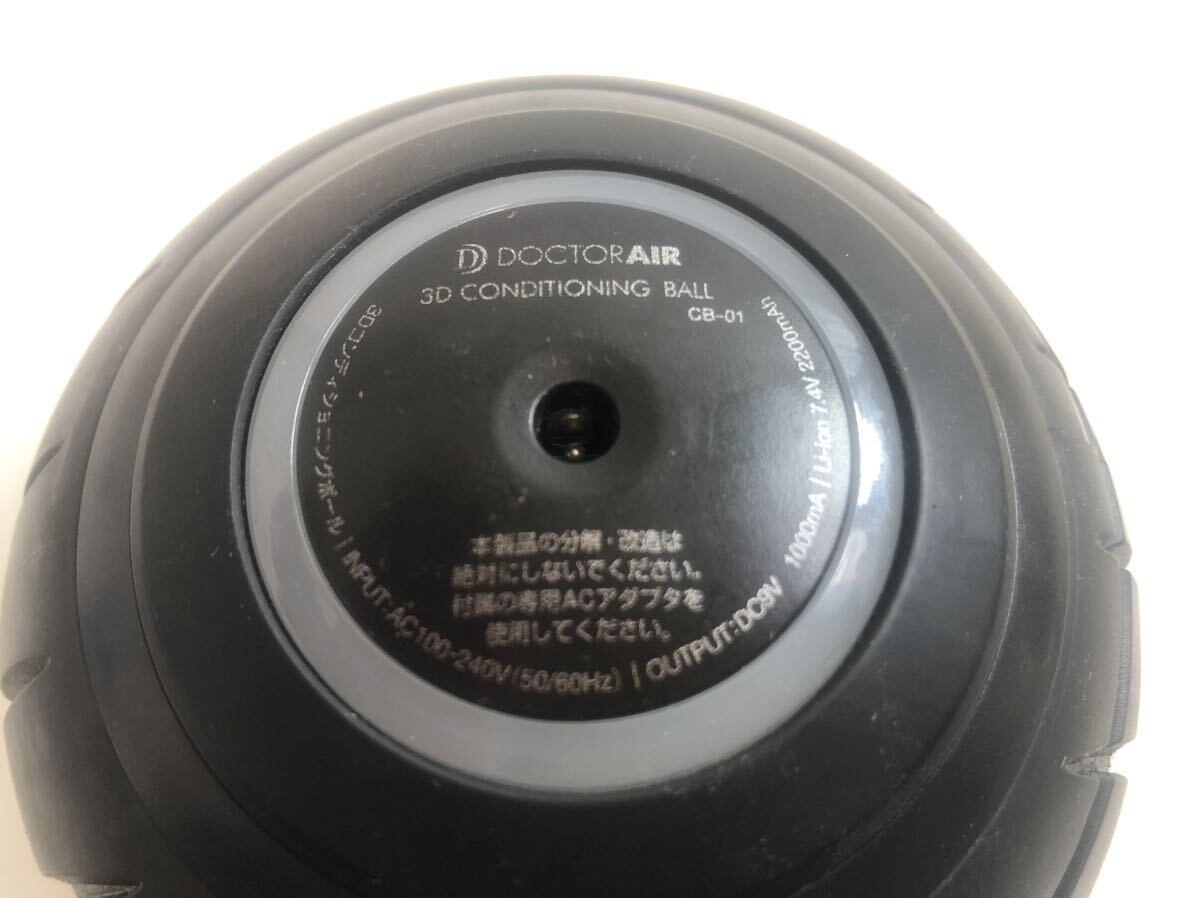 DOCTORAIR
3D CONDITIONING BALL
CB-01
本製品の分解・改造は
絶対にしないでください。
付属の専用ACアダプタを
使用してください。
3Dコンディショニングボール | INPUT:AC100-240V(50/60Hz) | OUTPUT:DC9V 1000mA / Li-ion 7.4V 2200mAh